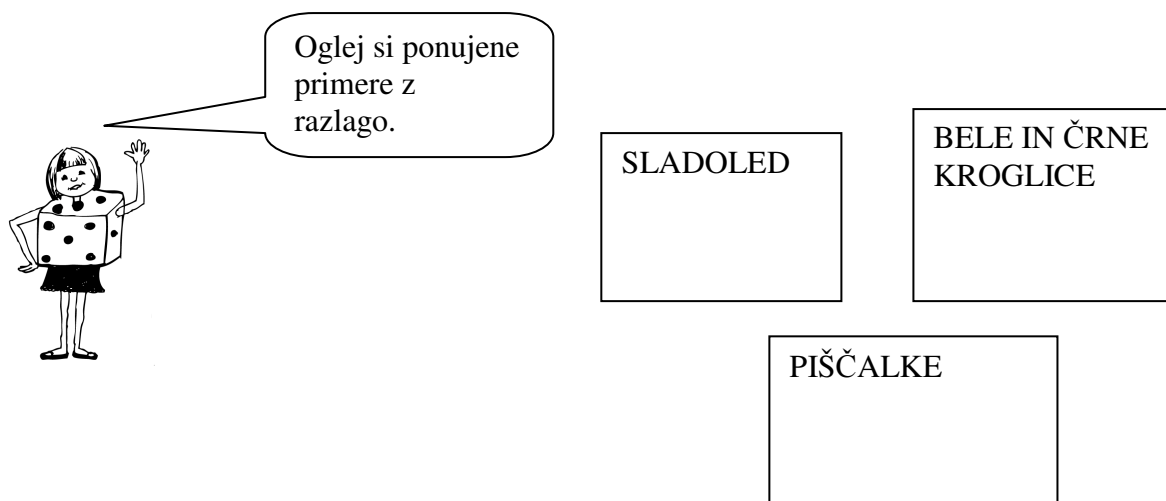 Oglej si ponujene
primere z
razlago.
SLADOLED
BELE IN ČRNE
KROGLICE
PIŠČALKE